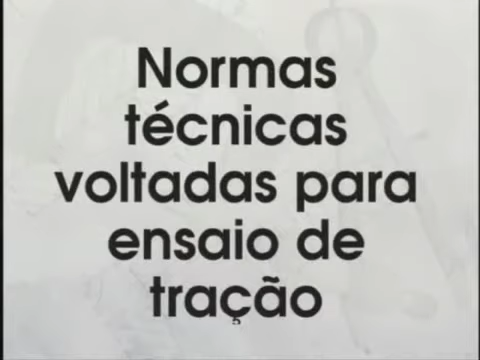 Normas
técnicas
voltadas para
ensaio de
tração